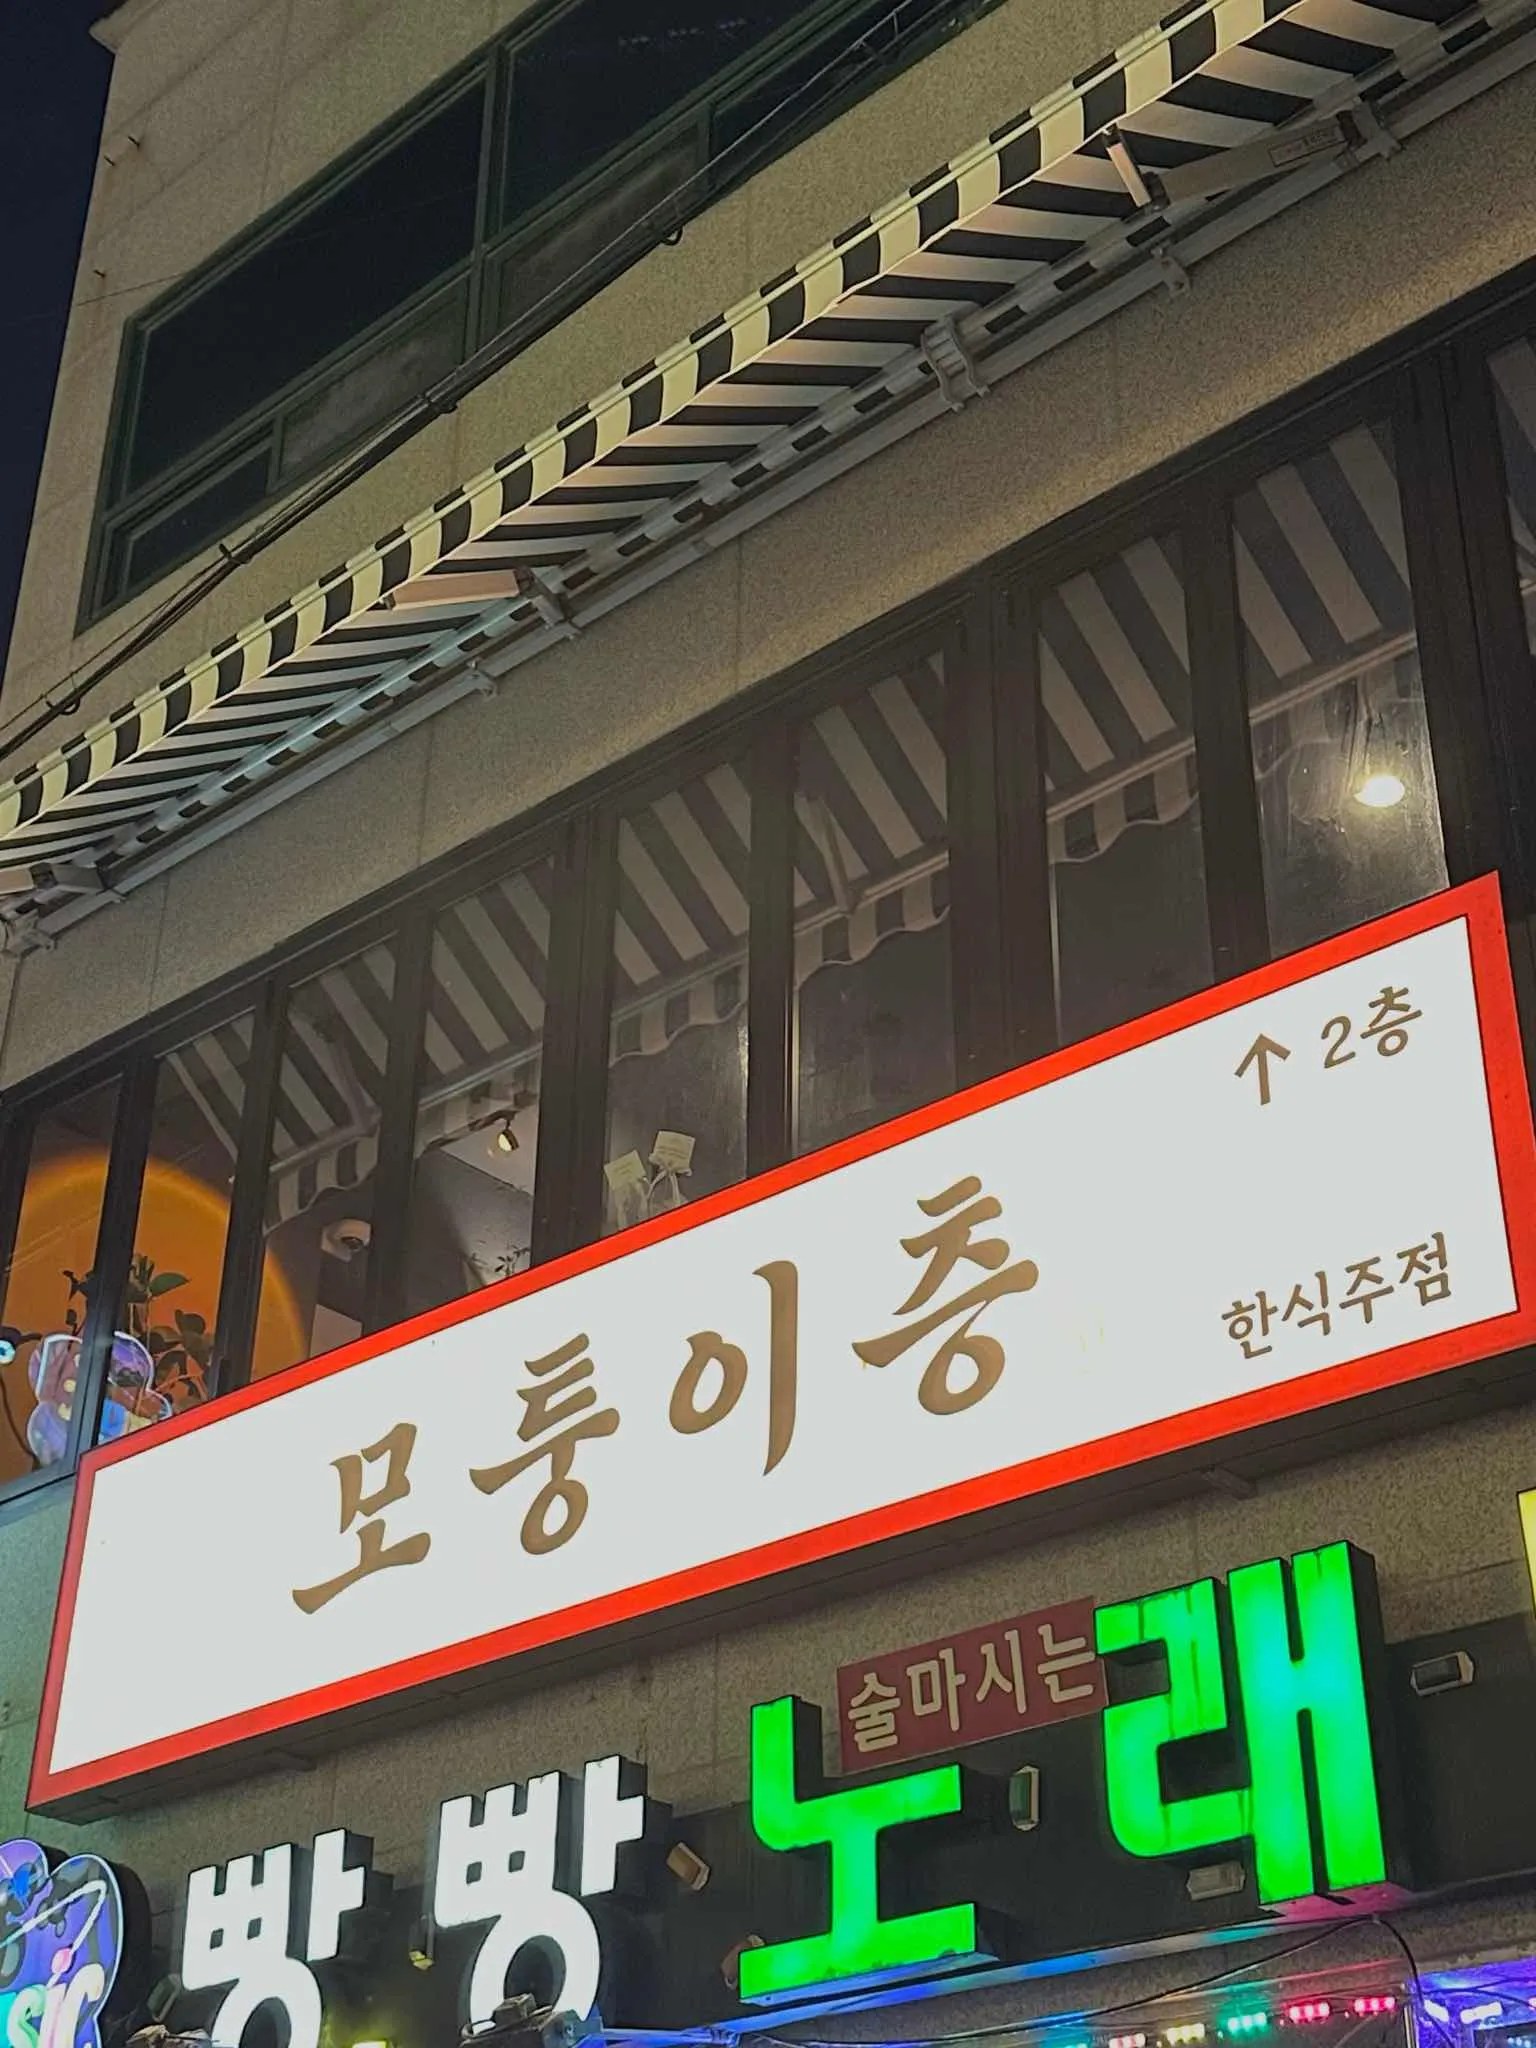 ↑ 2층
모퉁이층
한식주점
술마시는
빵빵 노래